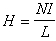 H = NI/L